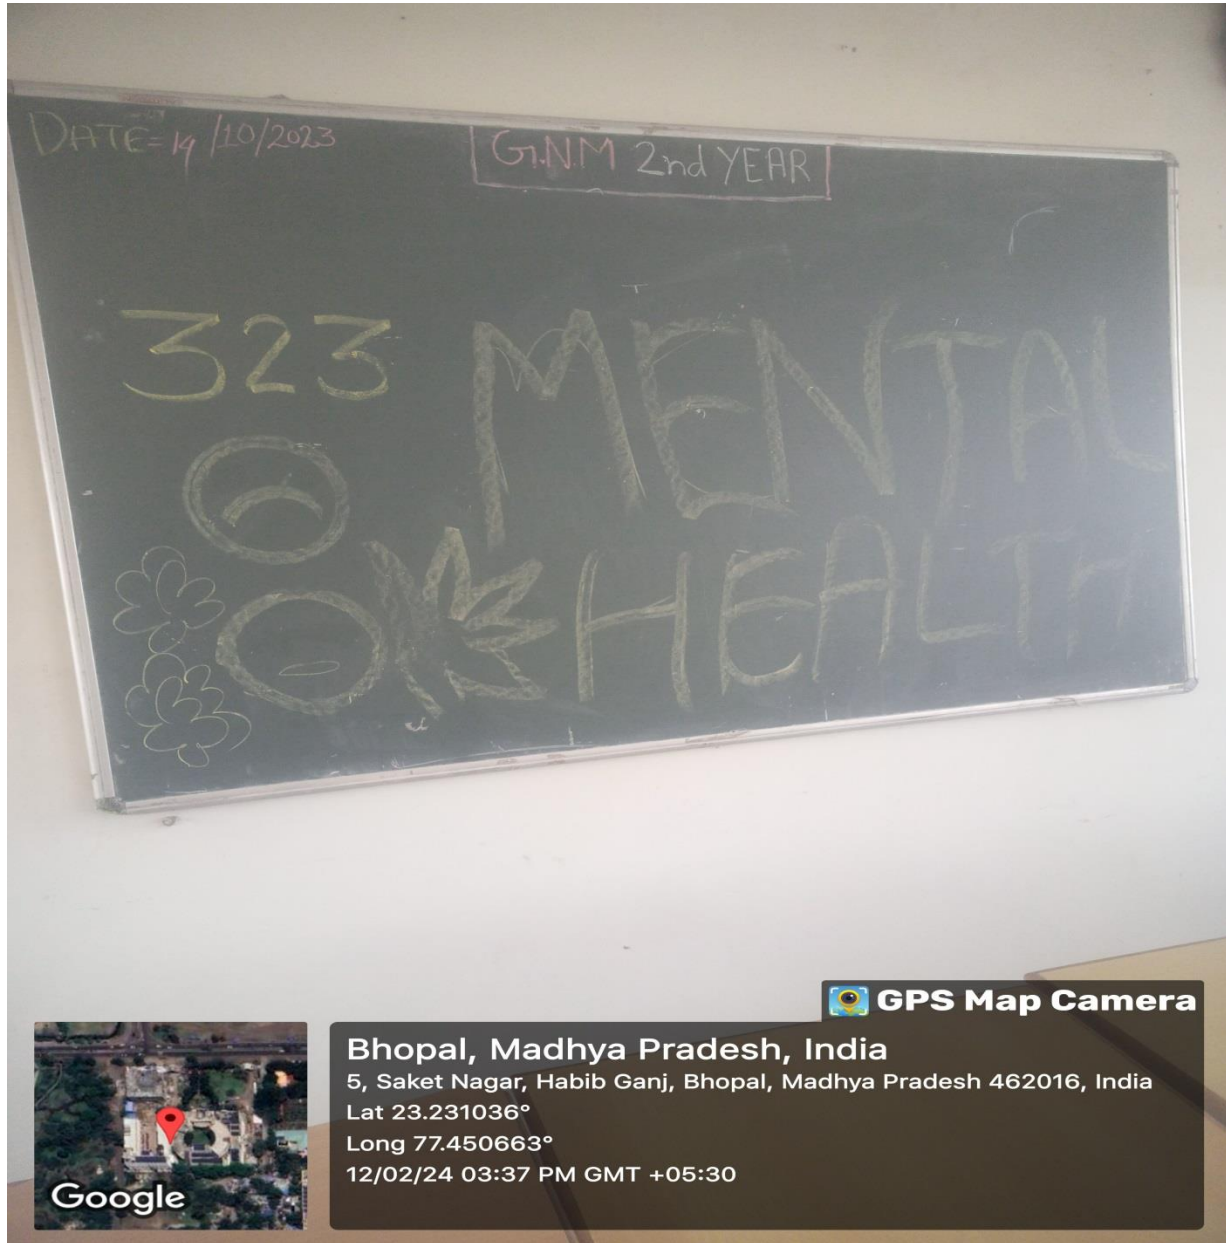 DATE=14/10/2023
G.N.M 2nd YEAR
323
MENTAL
HEALTH
GPS Map Camera
Bhopal, Madhya Pradesh, India
5, Saket Nagar, Habib Ganj, Bhopal, Madhya Pradesh 462016, India
Lat 23.231036°
Long 77.450663°
12/02/24 03:37 PM GMT +05:30
Google